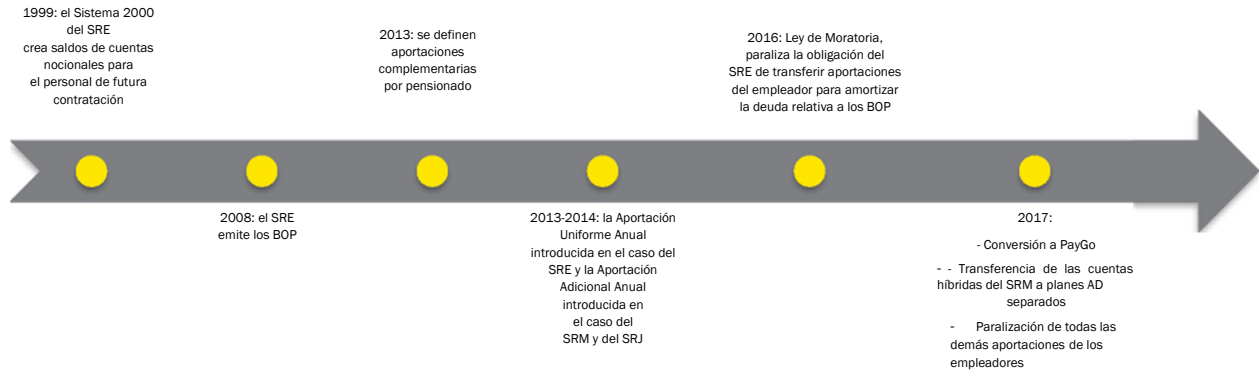 1999: el Sistema 2000
del SRE
crea saldos de cuentas
nocionales para
el personal de futura
contratación
2008: el SRE
emite los BOP
2013: se definen
aportaciones
complementarias
por pensionado
2013-2014: la Aportación
Uniforme Anual
introducida en el caso del
SRE y la Aportación
Adicional Anual
introducida en
el caso del
SRM y del SRJ
2016: Ley de Moratoria,
paraliza la obligación del
SRE de transferir aportaciones
del empleador para amortizar
la deuda relativa a los BOP
2017:
- Conversión a PayGo
- - Transferencia de las cuentas
híbridas del SRM a planes AD
separados
- Paralización de todas las
demás aportaciones de los
empleadores